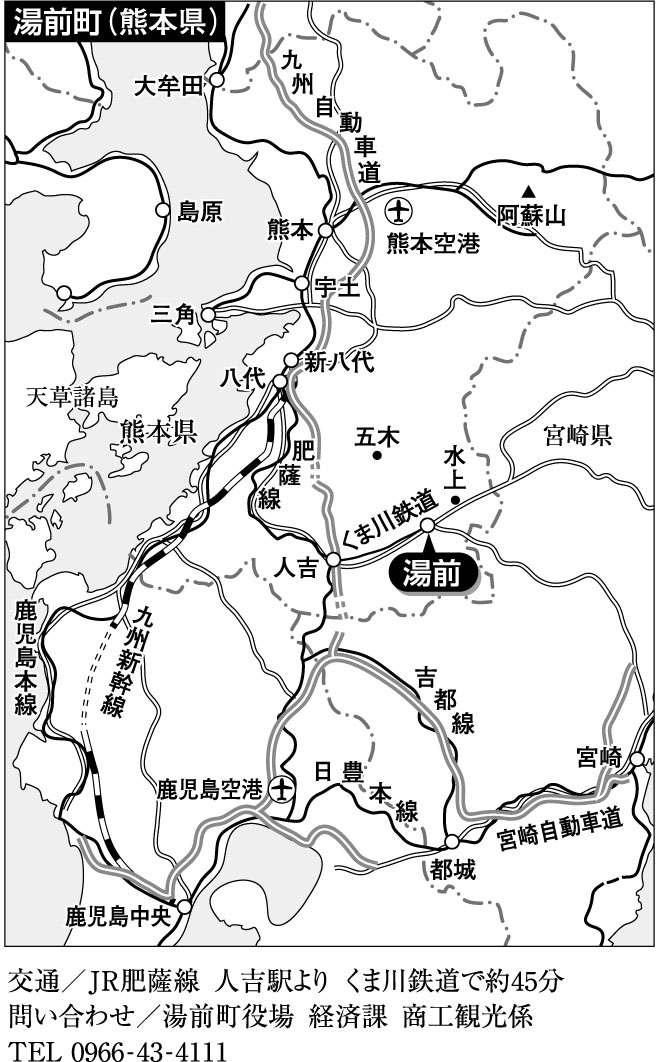 湯前町（熊本県）
九州自動車道
大牟田
島原
熊本
熊本空港
阿蘇山
宇土
三角
新八代
八代
天草諸島
熊本県
肥薩線
五木
水上
宮崎県
くま川鉄道
人吉
湯前
鹿児島本線
九州新幹線
吉都線
鹿児島空港
日豊本線
宮崎
宮崎自動車道
都城
鹿児島中央
交通／JR肥薩線 人吉駅より くま川鉄道で約45分
問い合わせ／湯前町役場 経済課 商工観光係
TEL 0966-43-4111